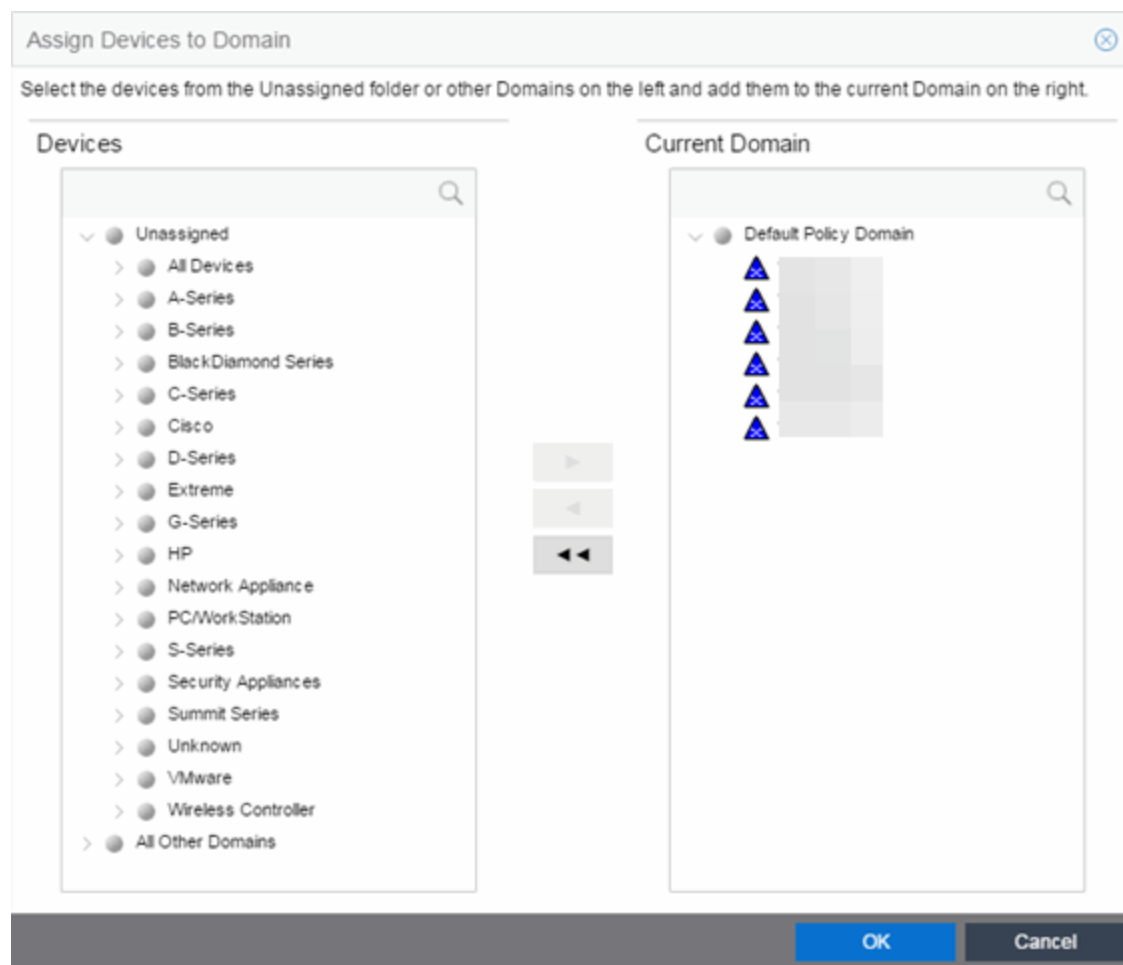 Assign Devices to Domain
Select the devices from the Unassigned folder or other Domains on the left and add them to the current Domain on the right.
Devices
Unassigned
All Devices
A-Series
B-Series
BlackDiamond Series
C-Series
Cisco
D-Series
Extreme
G-Series
HP
Network Appliance
PC/WorkStation
S-Series
Security Appliances
Summit Series
Unknown
VMware
Wireless Controller
All Other Domains
Current Domain
Default Policy Domain
OK
Cancel